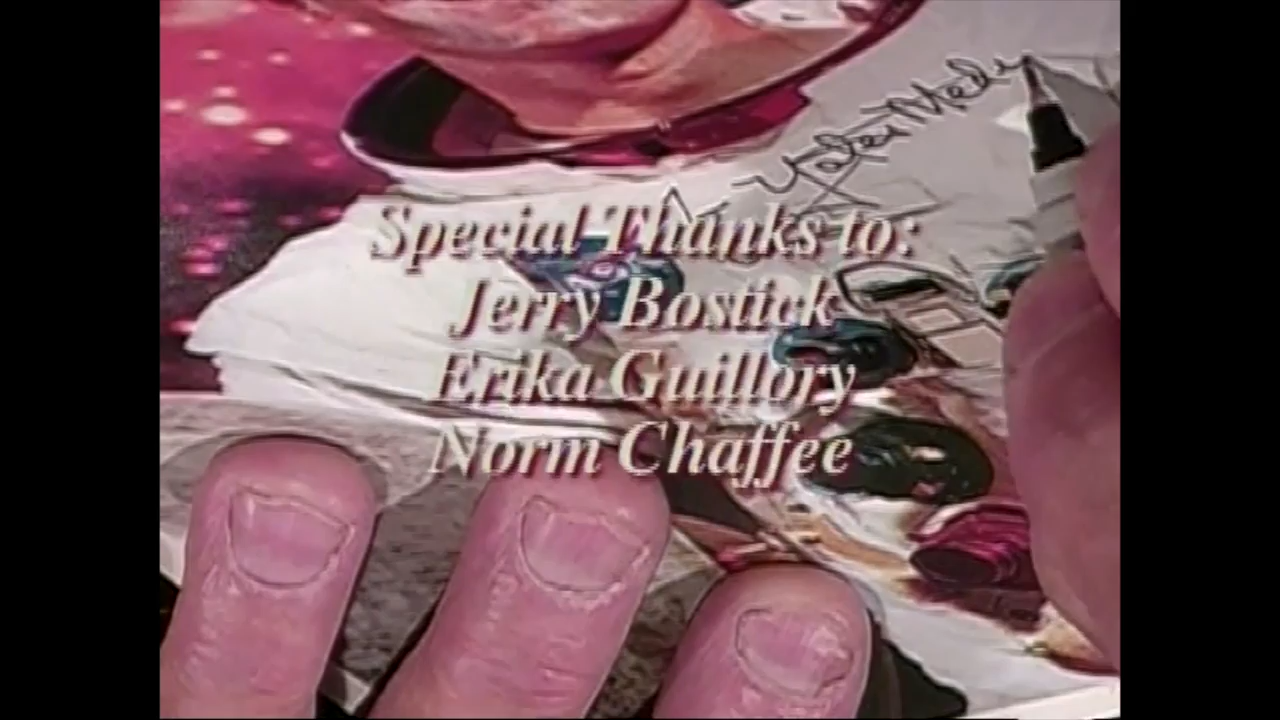 Special Thanks to:
Jerry Bostick
Erika Guillory
Norm Chaffee